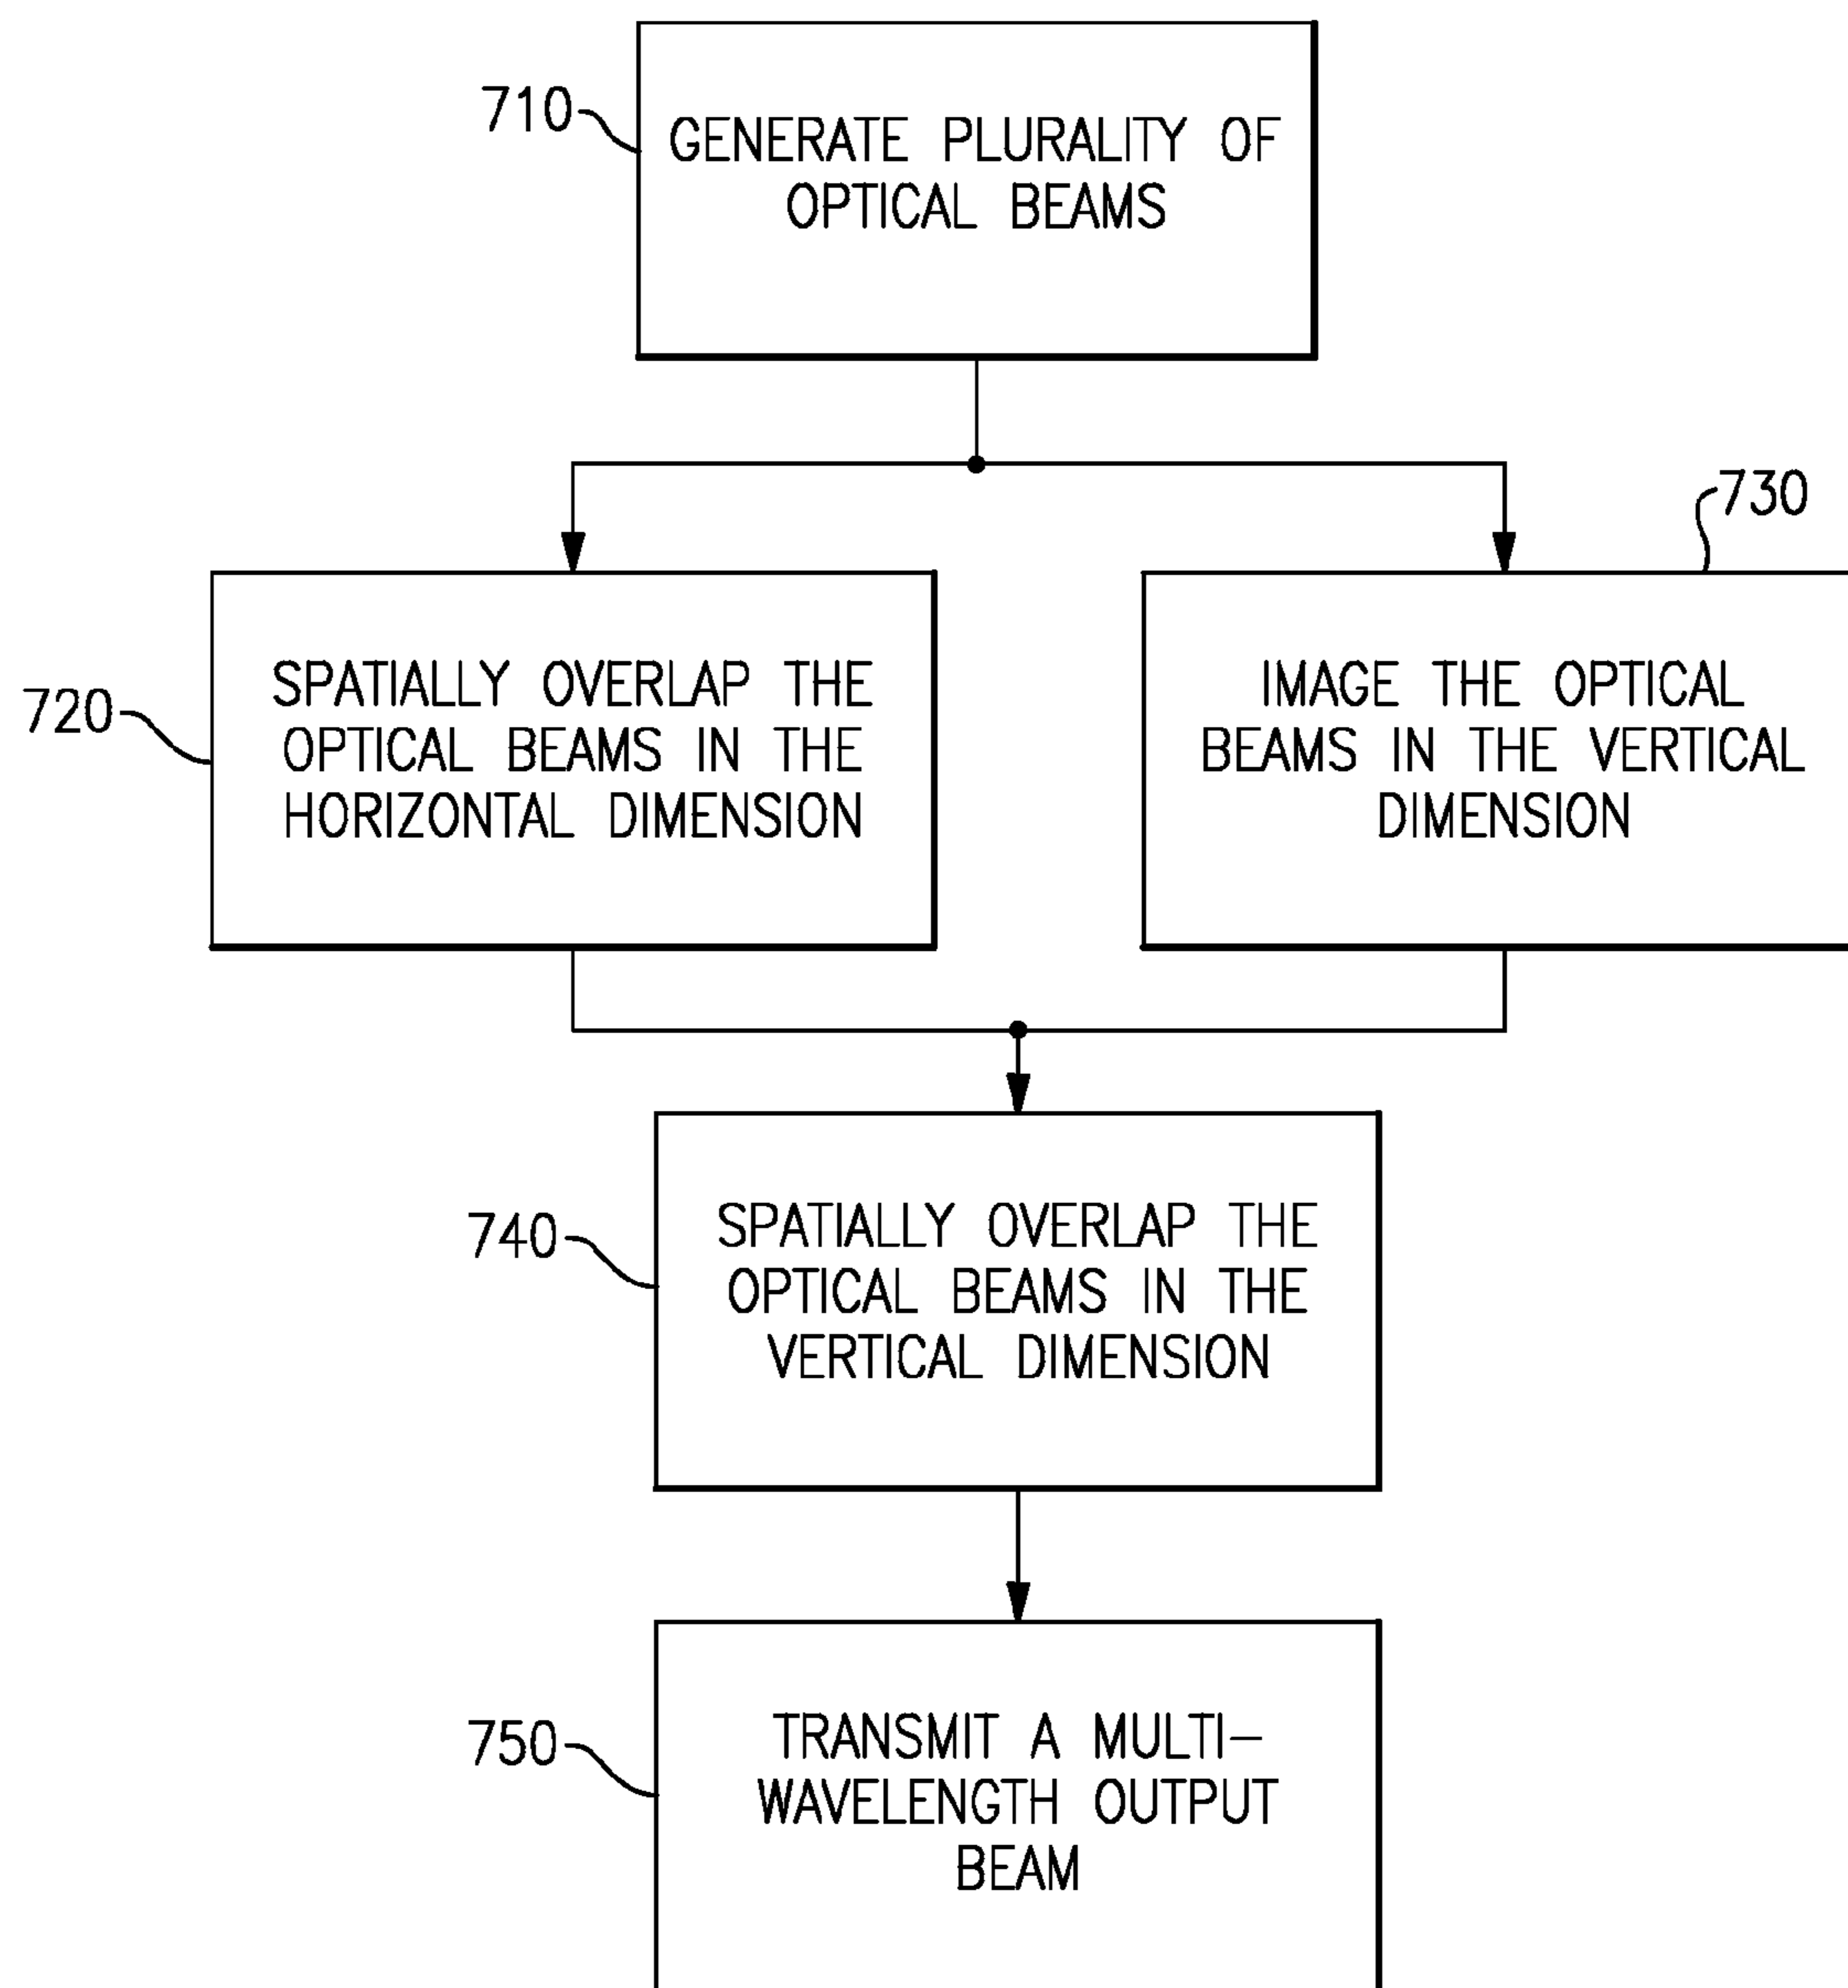 710
GENERATE PLURALITY OF
OPTICAL BEAMS
730
720
SPATIALLY OVERLAP THE
OPTICAL BEAMS IN THE
HORIZONTAL DIMENSION
IMAGE THE OPTICAL
BEAMS IN THE VERTICAL
DIMENSION
740
SPATIALLY OVERLAP THE
OPTICAL BEAMS IN THE
VERTICAL DIMENSION
750
TRANSMIT A MULTI-
WAVELENGTH OUTPUT
BEAM